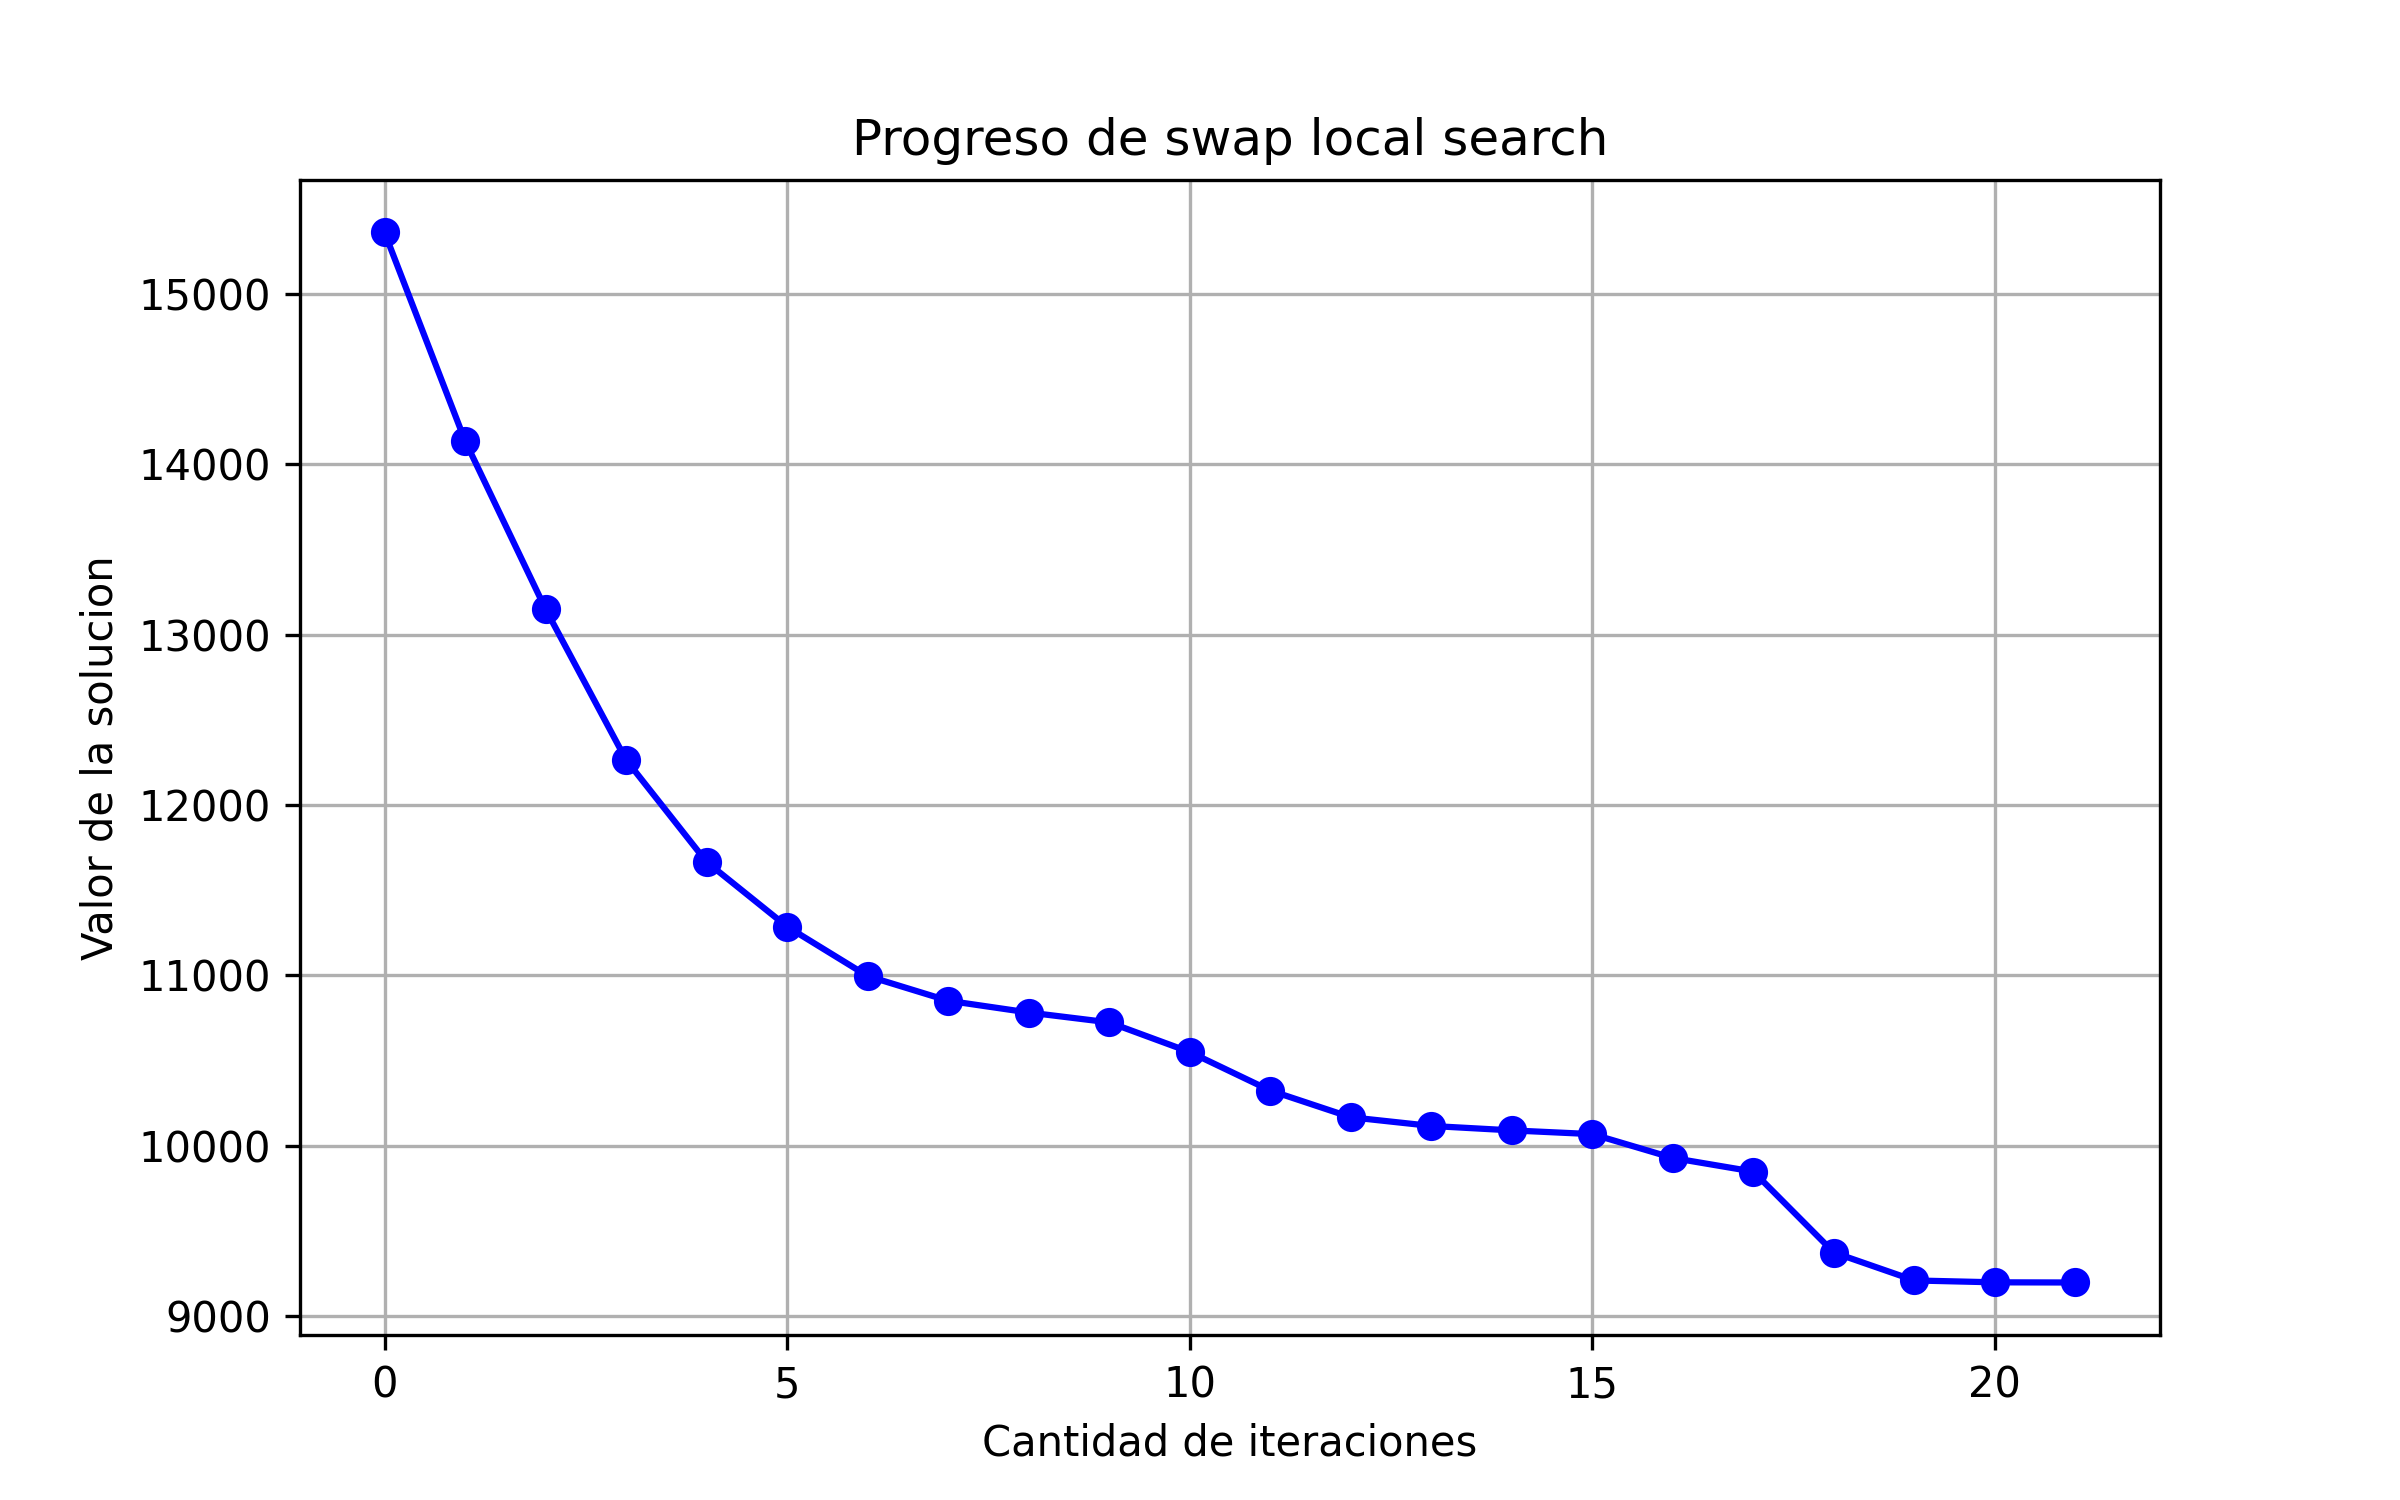 Progreso de swap local search
Valor de la solucion
15000
14000
13000
12000
11000
10000
9000
0 5 10 15 20
Cantidad de iteraciones